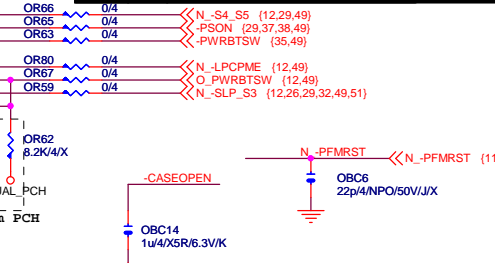 OR66 0/4 N_-S4_S5 {12,29,49}
OR65 0/4 -PSON {29,37,38,49}
OR63 0/4 -PWRBTSW {35,49}
OR80 0/4 N_-LPCPME {12,49}
OR67 0/4 O_PWRBTSW {12,49}
OR59 0/4 N_-SLP_S3 {12,26,29,32,49,51}
OR62
8.2K/4/X
N_-PFMRST N_-PFMRST {11
-CASEOPEN
OBC6
22p/4/NPO/50V/J/X
UAL_PCH
PCH
OBC14
1u/4/X5R/6.3V/K